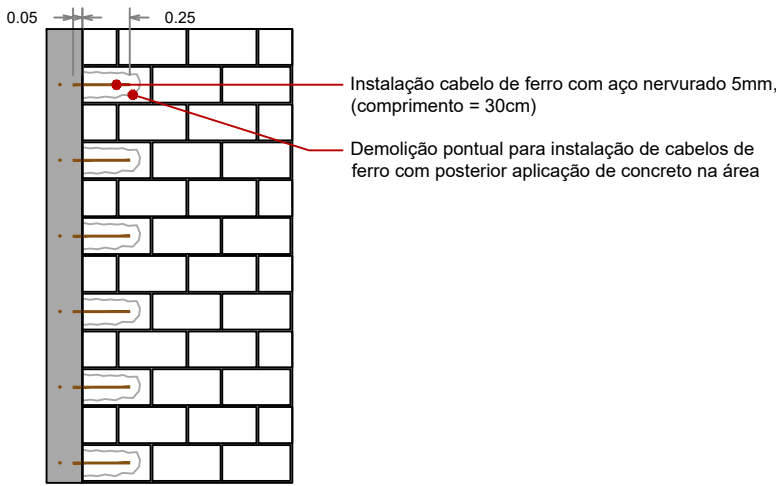 0.05
0.25
Instalação cabelo de ferro com aço nervurado 5mm,
(comprimento = 30cm)
Demolição pontual para instalação de cabelos de
ferro com posterior aplicação de concreto na área